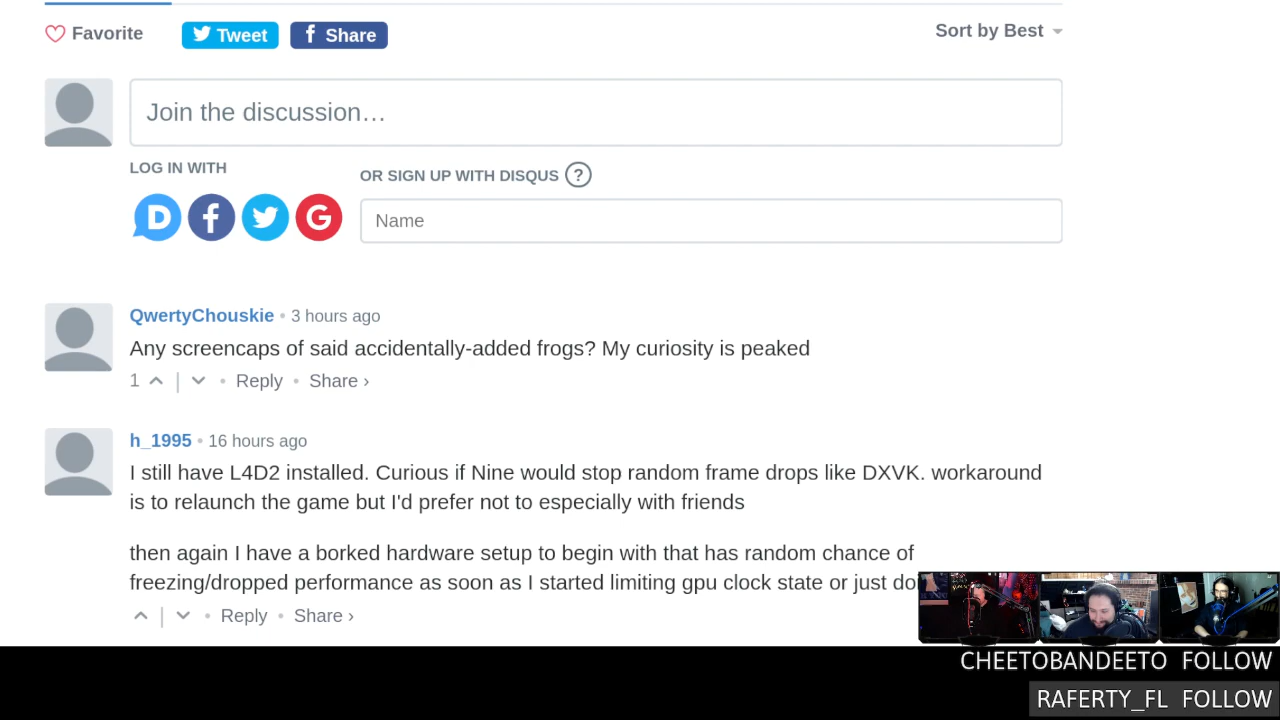 Favorite
Tweet
Share
Sort by Best
Join the discussion…
LOG IN WITH
OR SIGN UP WITH DISQUS ?
D f G
Name
QwertyChouskie • 3 hours ago
Any screencaps of said accidentally-added frogs? My curiosity is peaked
1 • Reply • Share ›
h_1995 • 16 hours ago
I still have L4D2 installed. Curious if Nine would stop random frame drops like DXVK. workaround
is to relaunch the game but I'd prefer not to especially with friends
then again I have a borked hardware setup to begin with that has random chance of
freezing/dropped performance as soon as I started limiting gpu clock state or just do
• Reply • Share ›
CHEETOBANDEETO FOLLOW
RAFERTY_FL FOLLOW